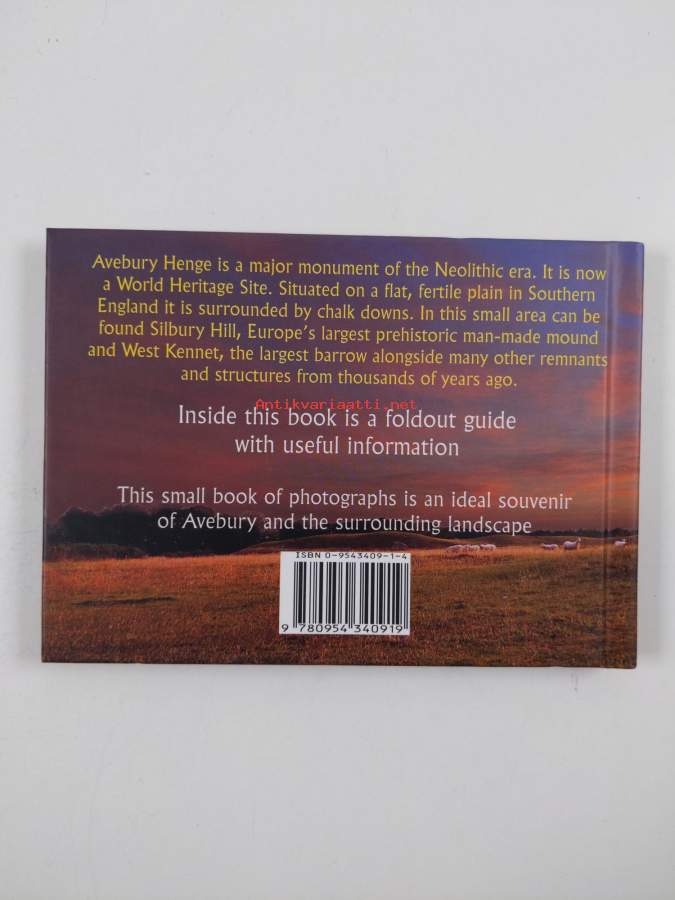 Avebury Henge is a major monument of the Neolithic era. It is now
a World Heritage Site. Situated on a flat, fertile plain in Southern
England it is surrounded by chalk downs. In this small area can be
found Silbury Hill, Europe's largest prehistoric man-made mound
and West Kennet, the largest barrow alongside many other remnants
and structures from thousands of years ago.
Antikvariaatti.net
Inside this book is a foldout guide
with useful information
This small book of photographs is an ideal souvenir
of Avebury and the surrounding landscape
ISBN 0-9543409-1-4
9 780954 340919